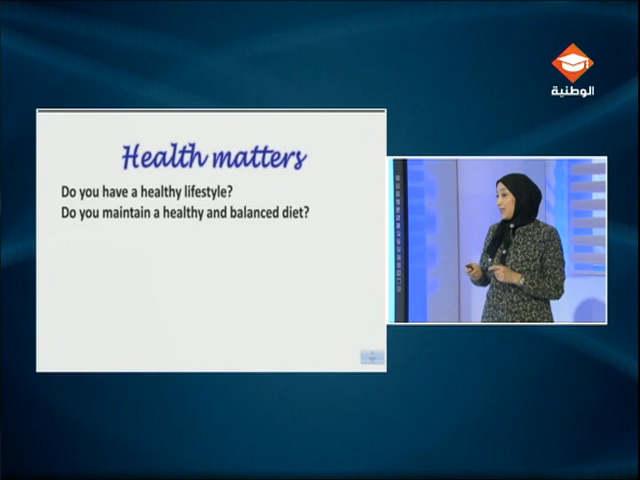 الوطنية
Health matters
Do you have a healthy lifestyle?
Do you maintain a healthy and balanced diet?